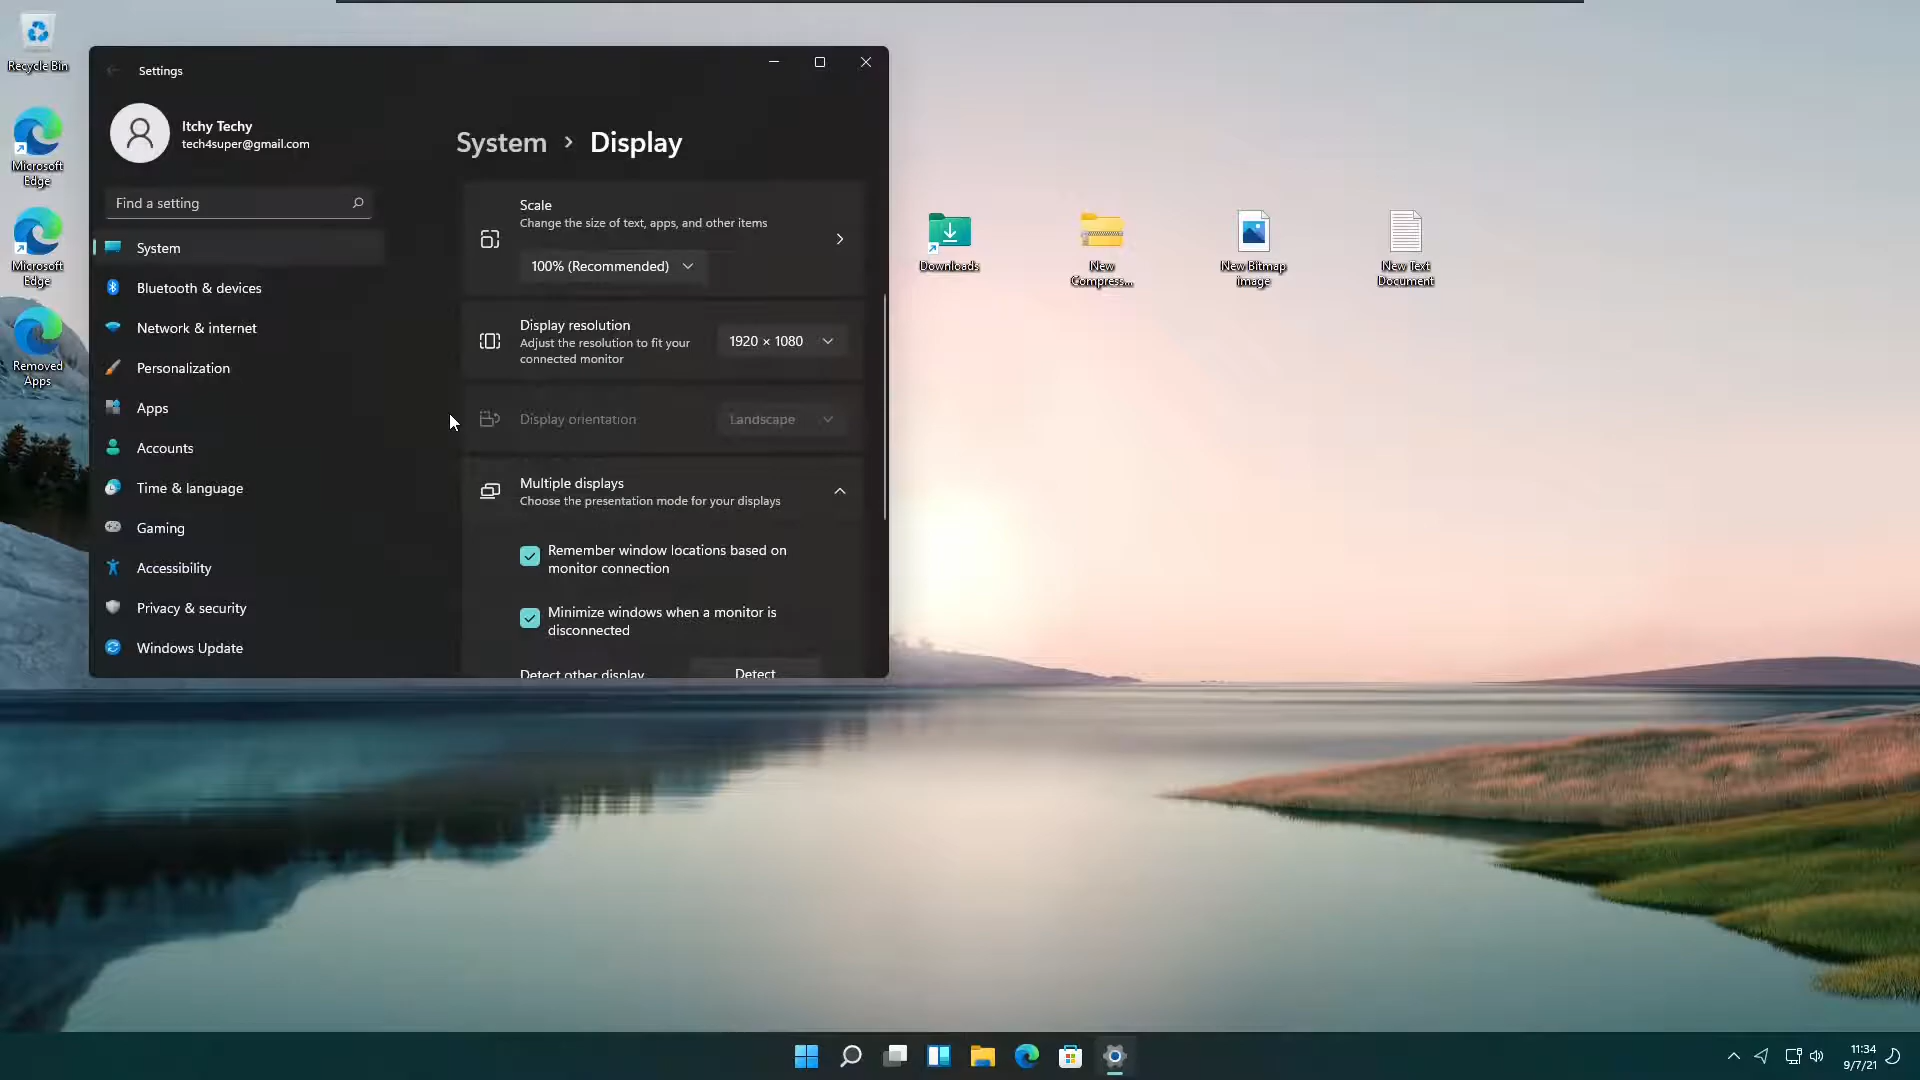 Recycle Bin
Microsoft
Edge
Microsoft
Edge
Removed
Apps
Settings
Itchy Techy
tech4super@gmail.com
Find a setting
System
Bluetooth & devices
Network & internet
Personalization
Apps
Accounts
Time & language
Gaming
Accessibility
Privacy & security
Windows Update
System > Display
Scale
Change the size of text, apps, and other items
100% (Recommended)
Display resolution
Adjust the resolution to fit your
connected monitor
1920 × 1080
Display orientation
Landscape
Multiple displays
Choose the presentation mode for your displays
Remember window locations based on
monitor connection
Minimize windows when a monitor is
disconnected
Detect other display
Detect
Downloads
New
Compress...
New Bitmap
image
New Text
Document
11:34
9/7/21